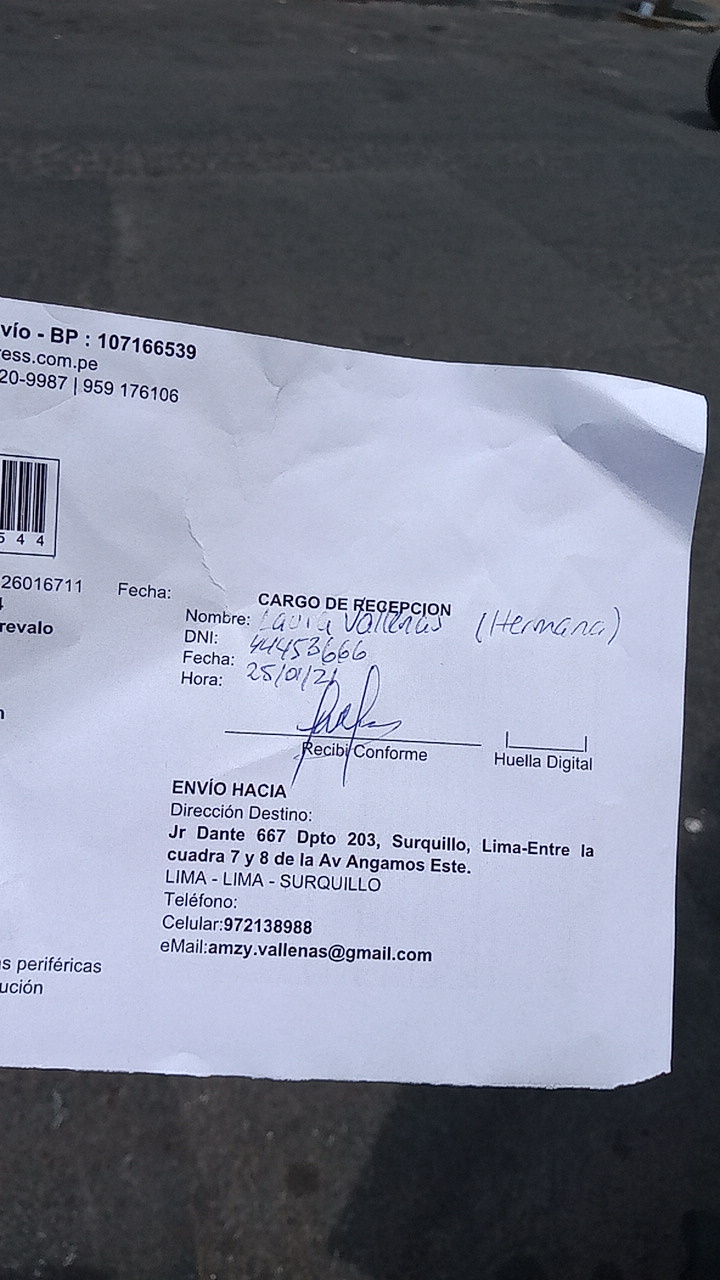 vío - BP : 107166539
ress.com.pe
20-9987 | 959 176106
5 4 4
26016711
Fecha:
revalo
CARGO DE RECEPCION
Nombre: Laura Vallenas (Hermana)
DNI: 44453666
Fecha: 25/01/21
Hora:
Recibi Conforme
Huella Digital
ENVÍO HACIA
Dirección Destino:
Jr Dante 667 Dpto 203, Surquillo, Lima-Entre la
cuadra 7 y 8 de la Av Angamos Este.
LIMA - LIMA - SURQUILLO
Teléfono:
Celular:972138988
eMail:amzy.vallenas@gmail.com
s periféricas
ución